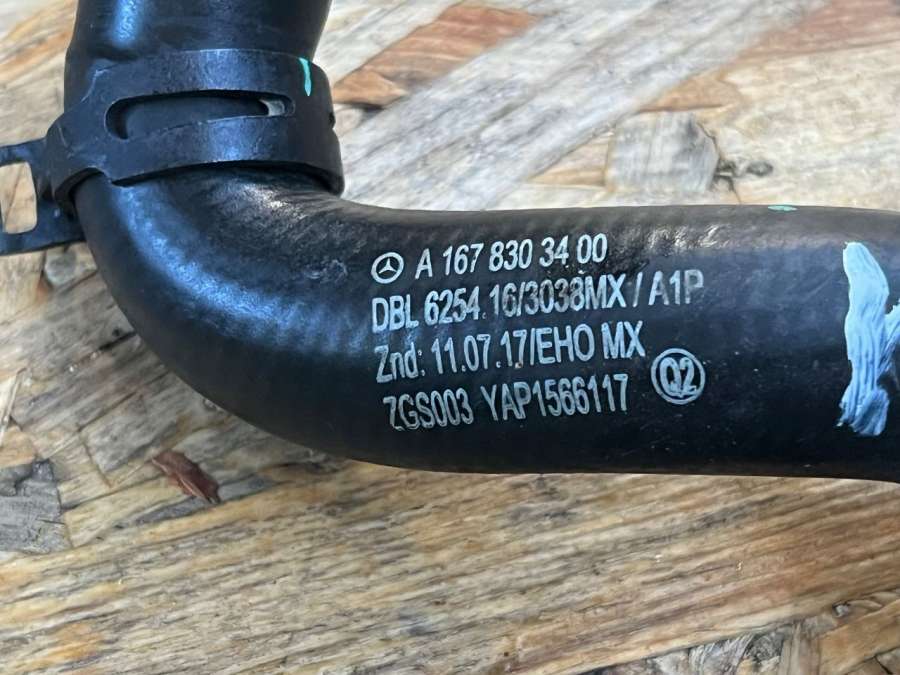 A 167 830 34 00
DBL 6254.16/3038MX / A1P
Znd: 11.07.17/EHO MX
ZGS003 YAP1566117
Q2